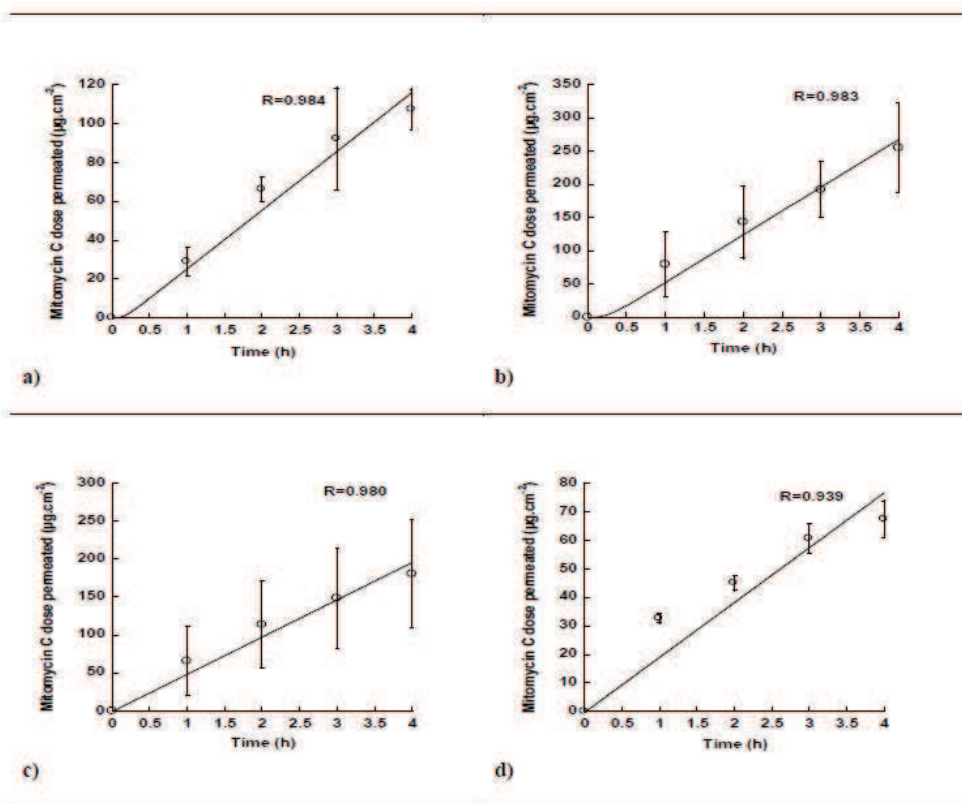 Mitomycin C dose permeated (µg.cm⁻²)
R=0.984
120
100
80
60
40
20
0
0 0.5 1 1.5 2 2.5 3 3.5 4
Time (h)
a)
Mitomycin C dose permeated (µg.cm⁻²)
R=0.983
350
300
250
200
150
100
50
0
0 0.5 1 1.5 2 2.5 3 3.5 4
Time (h)
b)
Mitomycin C dose permeated (µg.cm⁻²)
R=0.980
300
250
200
150
100
50
0
0 0.5 1 1.5 2 2.5 3 3.5 4
Time (h)
c)
Mitomycin C dose permeated (µg.cm⁻²)
R=0.939
80
70
60
50
40
30
20
10
0
0 0.5 1 1.5 2 2.5 3 3.5 4
Time (h)
d)